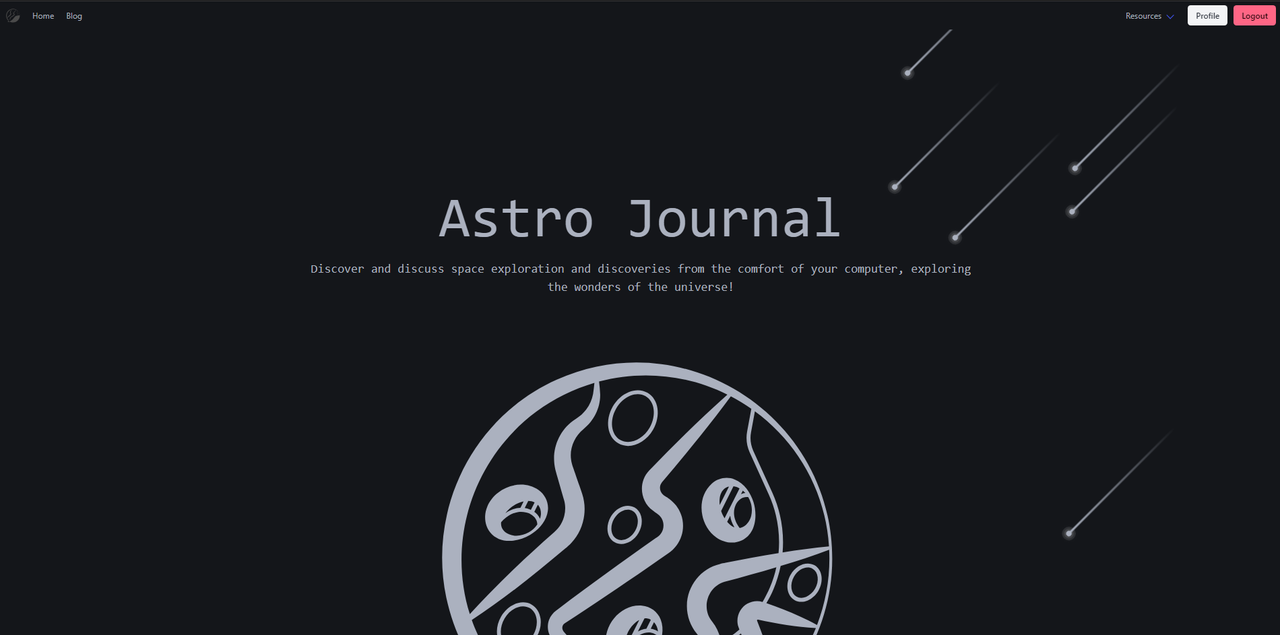 Home
Blog
Resources
Profile
Logout
Astro Journal
Discover and discuss space exploration and discoveries from the comfort of your computer, exploring
the wonders of the universe!